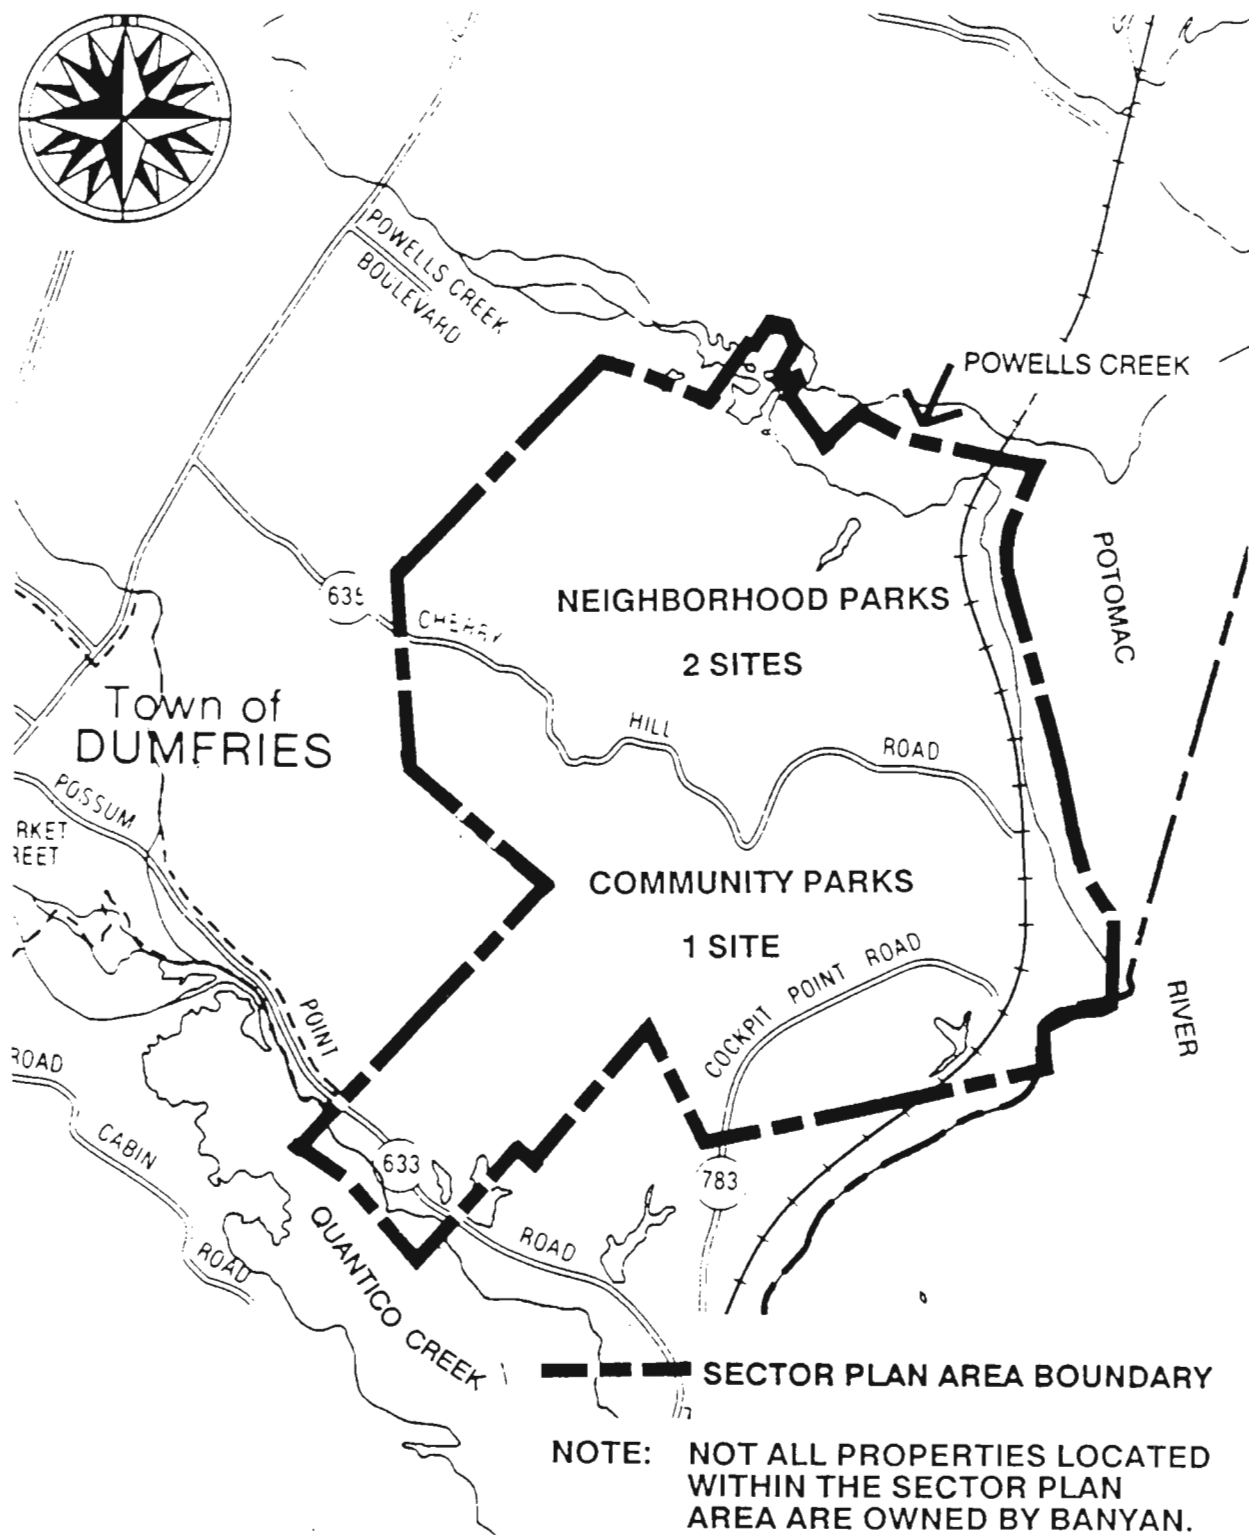 POWELLS CREEK
BOULEVARD
POWELLS CREEK
POTOMAC
635
CHERRY
NEIGHBORHOOD PARKS
2 SITES
Town of
DUMFRIES
HILL
ROAD
POSSUM
RKET
REET
COMMUNITY PARKS
1 SITE
COCKPIT POINT ROAD
POINT
RIVER
ROAD
CABIN
ROAD
633
783
QUANTICO CREEK
ROAD
SECTOR PLAN AREA BOUNDARY
NOTE: NOT ALL PROPERTIES LOCATED
WITHIN THE SECTOR PLAN
AREA ARE OWNED BY BANYAN.